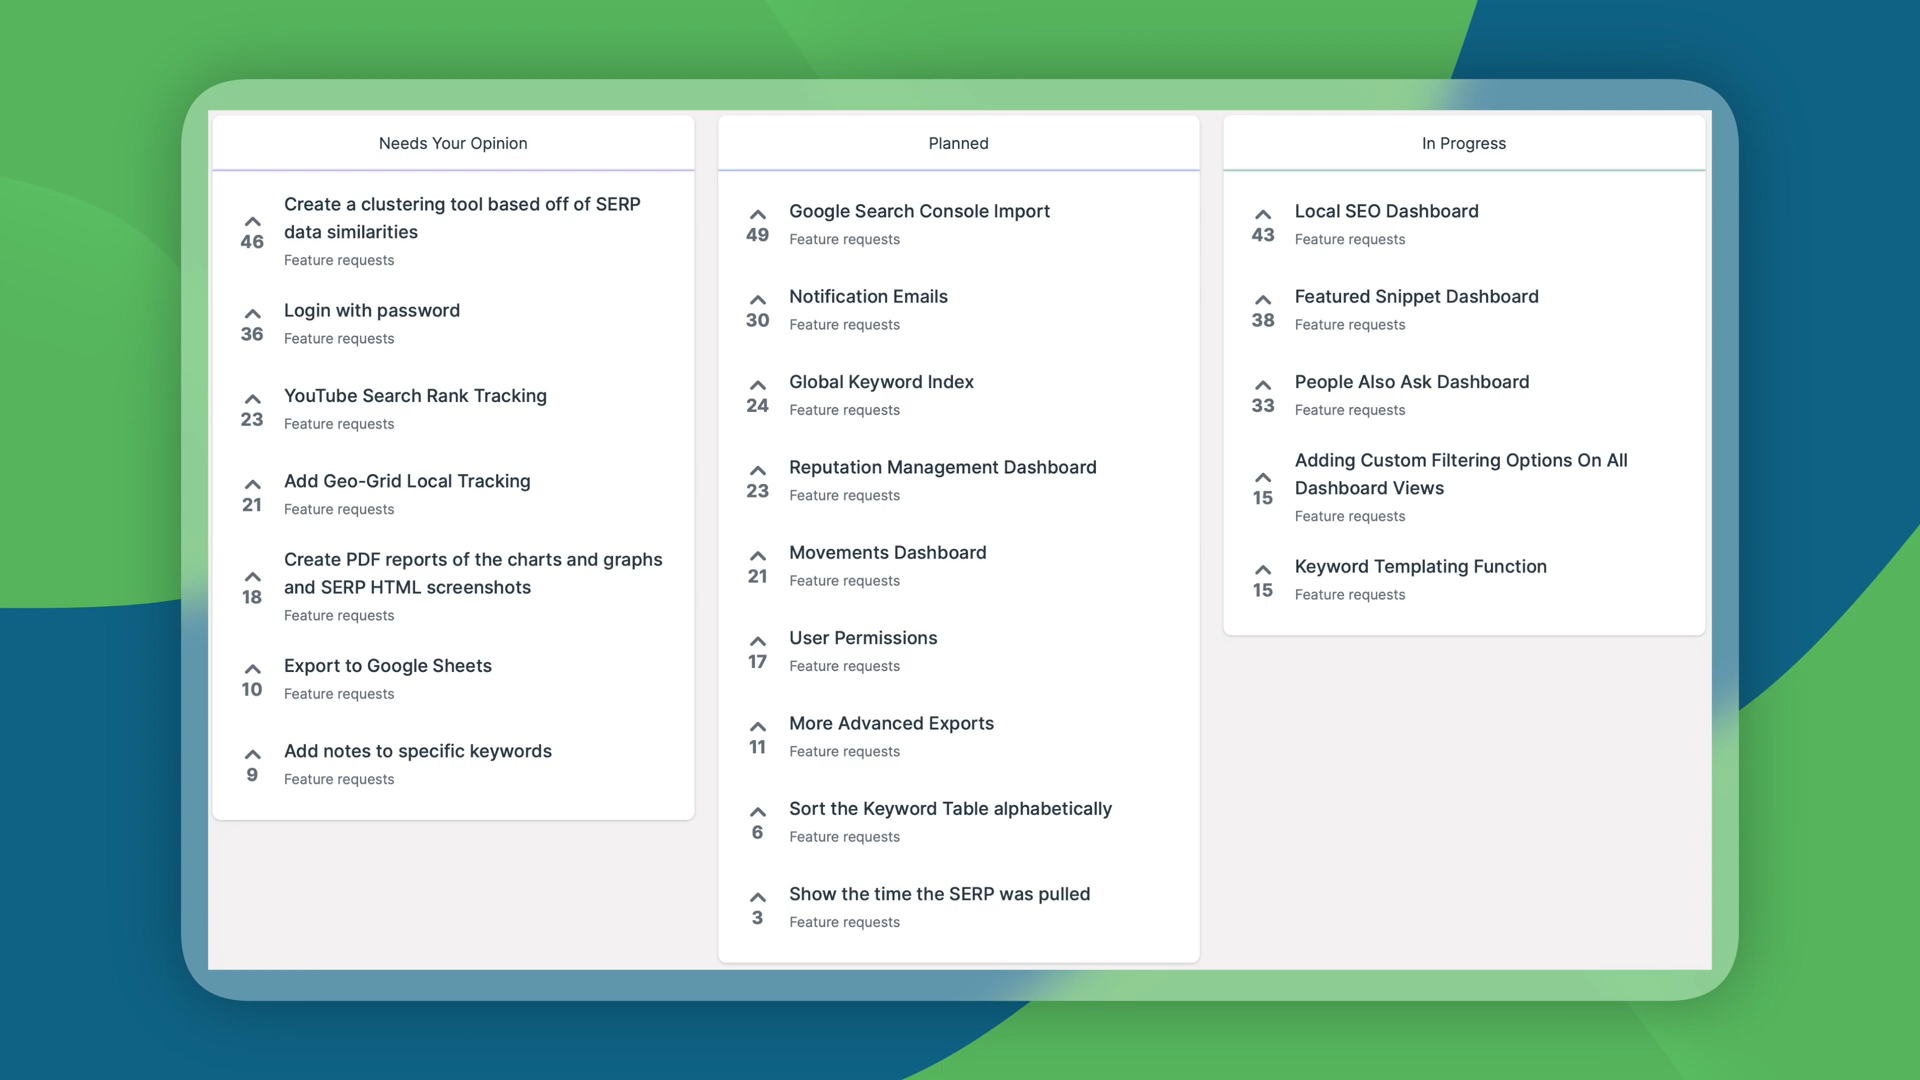 Needs Your Opinion
46
Create a clustering tool based off of SERP
data similarities
Feature requests
36
Login with password
Feature requests
23
YouTube Search Rank Tracking
Feature requests
21
Add Geo-Grid Local Tracking
Feature requests
18
Create PDF reports of the charts and graphs
and SERP HTML screenshots
Feature requests
10
Export to Google Sheets
Feature requests
9
Add notes to specific keywords
Feature requests
Planned
49
Google Search Console Import
Feature requests
30
Notification Emails
Feature requests
24
Global Keyword Index
Feature requests
23
Reputation Management Dashboard
Feature requests
21
Movements Dashboard
Feature requests
17
User Permissions
Feature requests
11
More Advanced Exports
Feature requests
6
Sort the Keyword Table alphabetically
Feature requests
3
Show the time the SERP was pulled
Feature requests
In Progress
43
Local SEO Dashboard
Feature requests
38
Featured Snippet Dashboard
Feature requests
33
People Also Ask Dashboard
Feature requests
15
Adding Custom Filtering Options On All
Dashboard Views
Feature requests
15
Keyword Templating Function
Feature requests